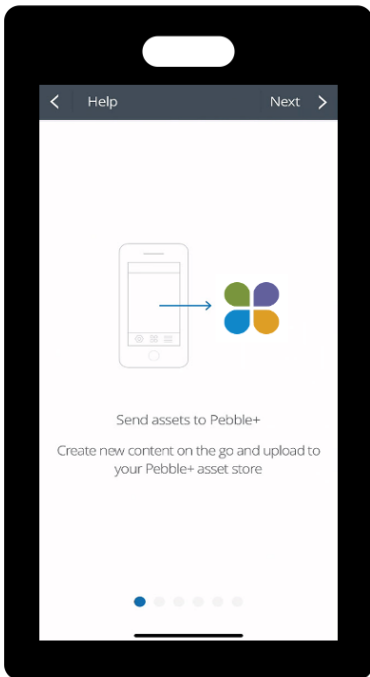 Help
Next
Send assets to Pebble+
Create new content on the go and upload to
your Pebble+ asset store